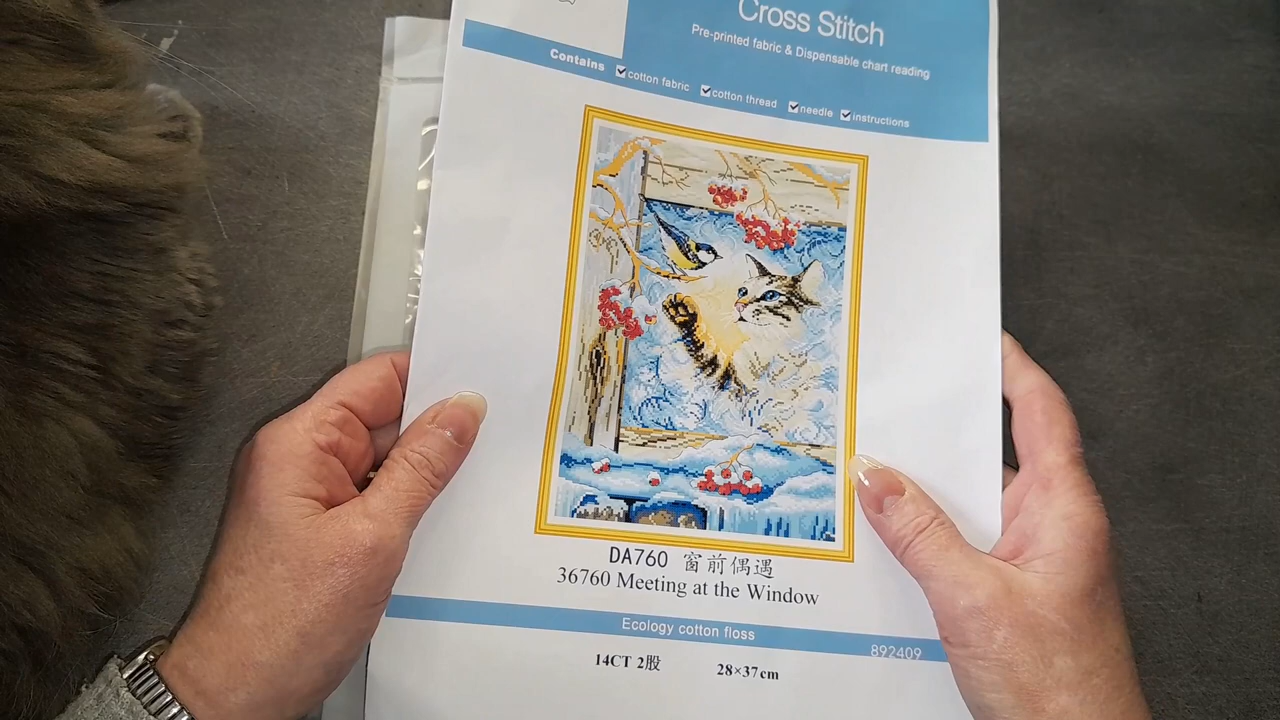 Cross Stitch
Pre-printed fabric & Dispensable chart reading
Contains cotton fabric cotton thread needle instructions
DA760 窗前偶遇
36760 Meeting at the Window
Ecology cotton floss
892409
14CT 2股 28×37cm